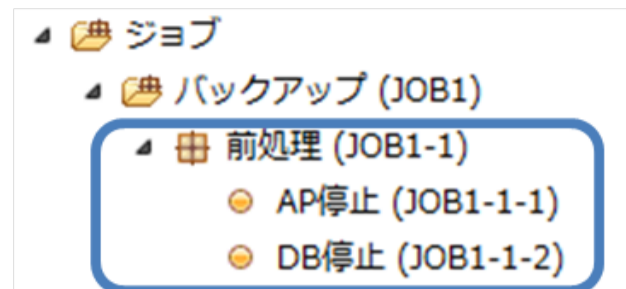 ジョブ
バックアップ (JOB1)
前処理 (JOB1-1)
AP停止 (JOB1-1-1)
DB停止 (JOB1-1-2)